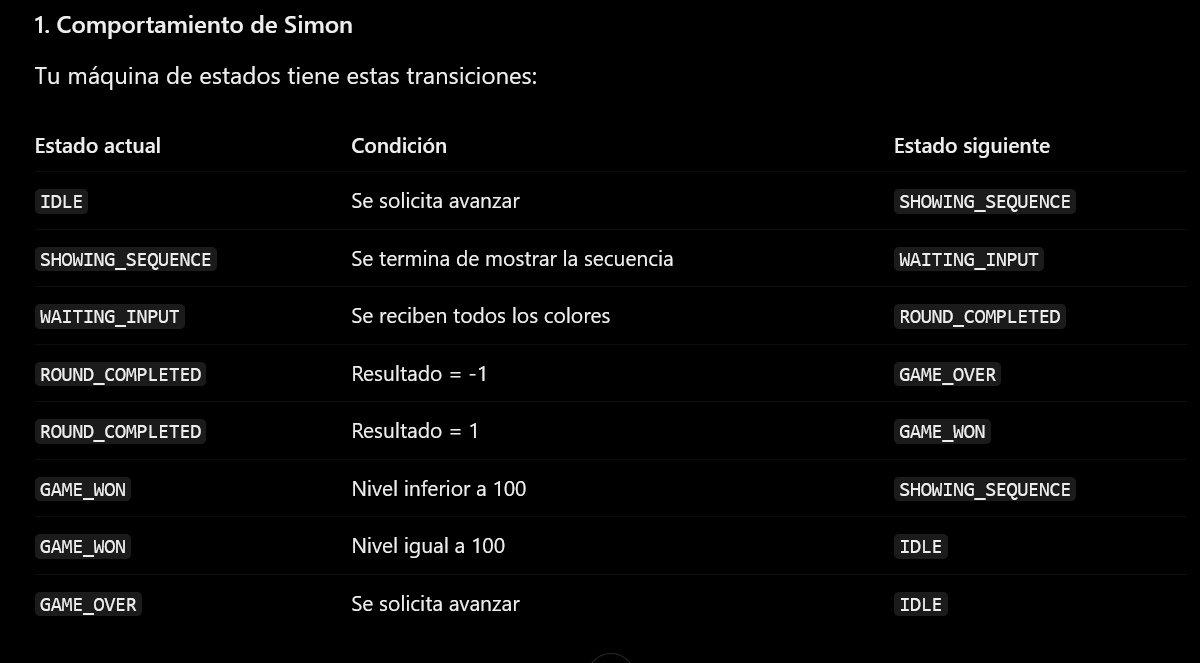 1. Comportamiento de Simon
Tu máquina de estados tiene estas transiciones:
Estado actual Condición Estado siguiente
IDLE Se solicita avanzar SHOWING_SEQUENCE
SHOWING_SEQUENCE Se termina de mostrar la secuencia WAITING_INPUT
WAITING_INPUT Se reciben todos los colores ROUND_COMPLETED
ROUND_COMPLETED Resultado = -1 GAME_OVER
ROUND_COMPLETED Resultado = 1 GAME_WON
GAME_WON Nivel inferior a 100 SHOWING_SEQUENCE
GAME_WON Nivel igual a 100 IDLE
GAME_OVER Se solicita avanzar IDLE